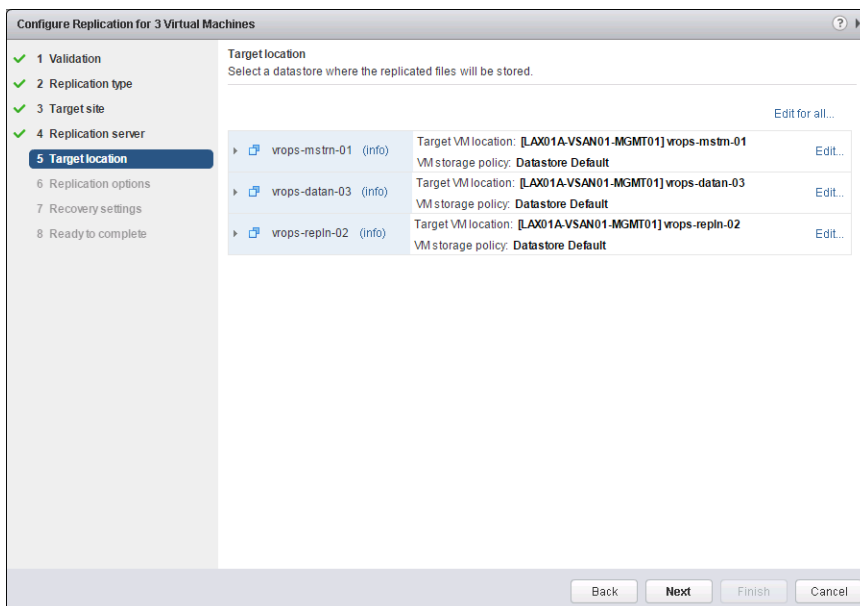 Configure Replication for 3 Virtual Machines
?
1 Validation
2 Replication type
3 Target site
4 Replication server
5 Target location
6 Replication options
7 Recovery settings
8 Ready to complete
Target location
Select a datastore where the replicated files will be stored.
Edit for all...
vrops-mstrn-01 (info)
Target VM location: [LAX01A-VSAN01-MGMT01] vrops-mstrn-01
VM storage policy: Datastore Default
Edit...
vrops-datan-03 (info)
Target VM location: [LAX01A-VSAN01-MGMT01] vrops-datan-03
VM storage policy: Datastore Default
Edit...
vrops-repln-02 (info)
Target VM location: [LAX01A-VSAN01-MGMT01] vrops-repln-02
VM storage policy: Datastore Default
Edit...
Back Next Finish Cancel